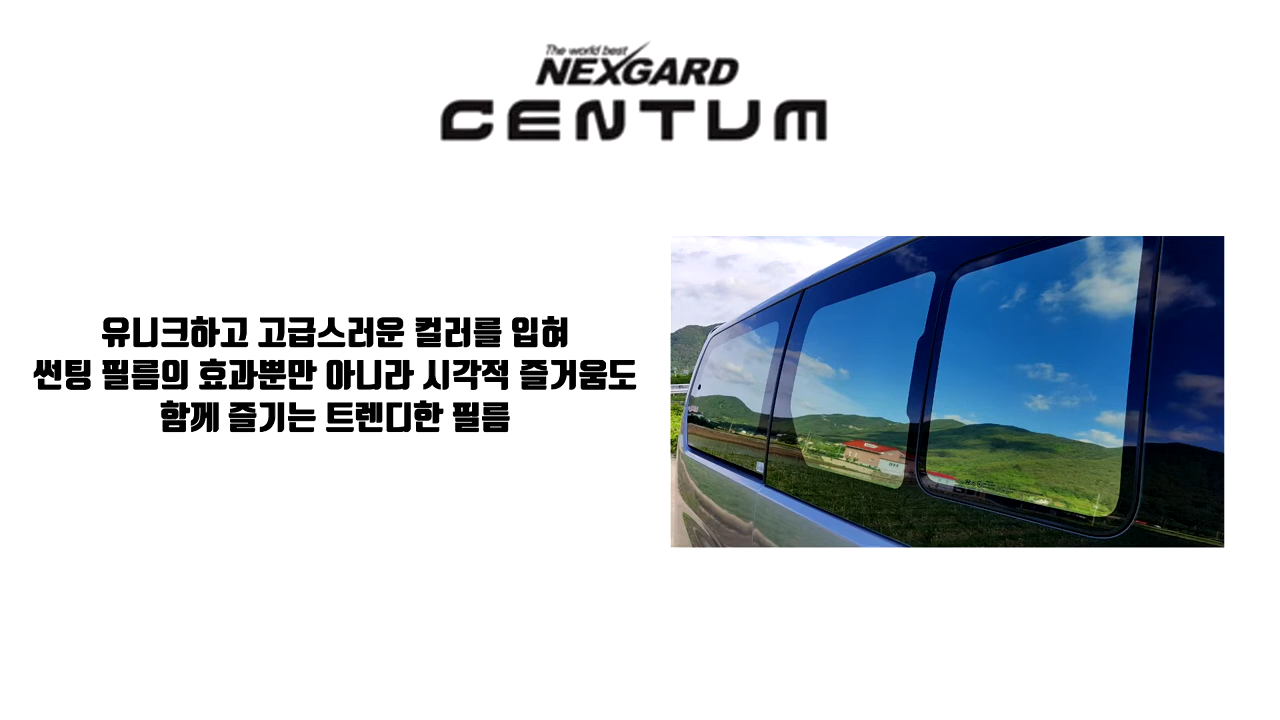 The world best
NEXGARD
CENTUM
유니크하고 고급스러운 컬러를 입혀
썬팅 필름의 효과뿐만 아니라 시각적 즐거움도
함께 즐기는 트렌디한 필름